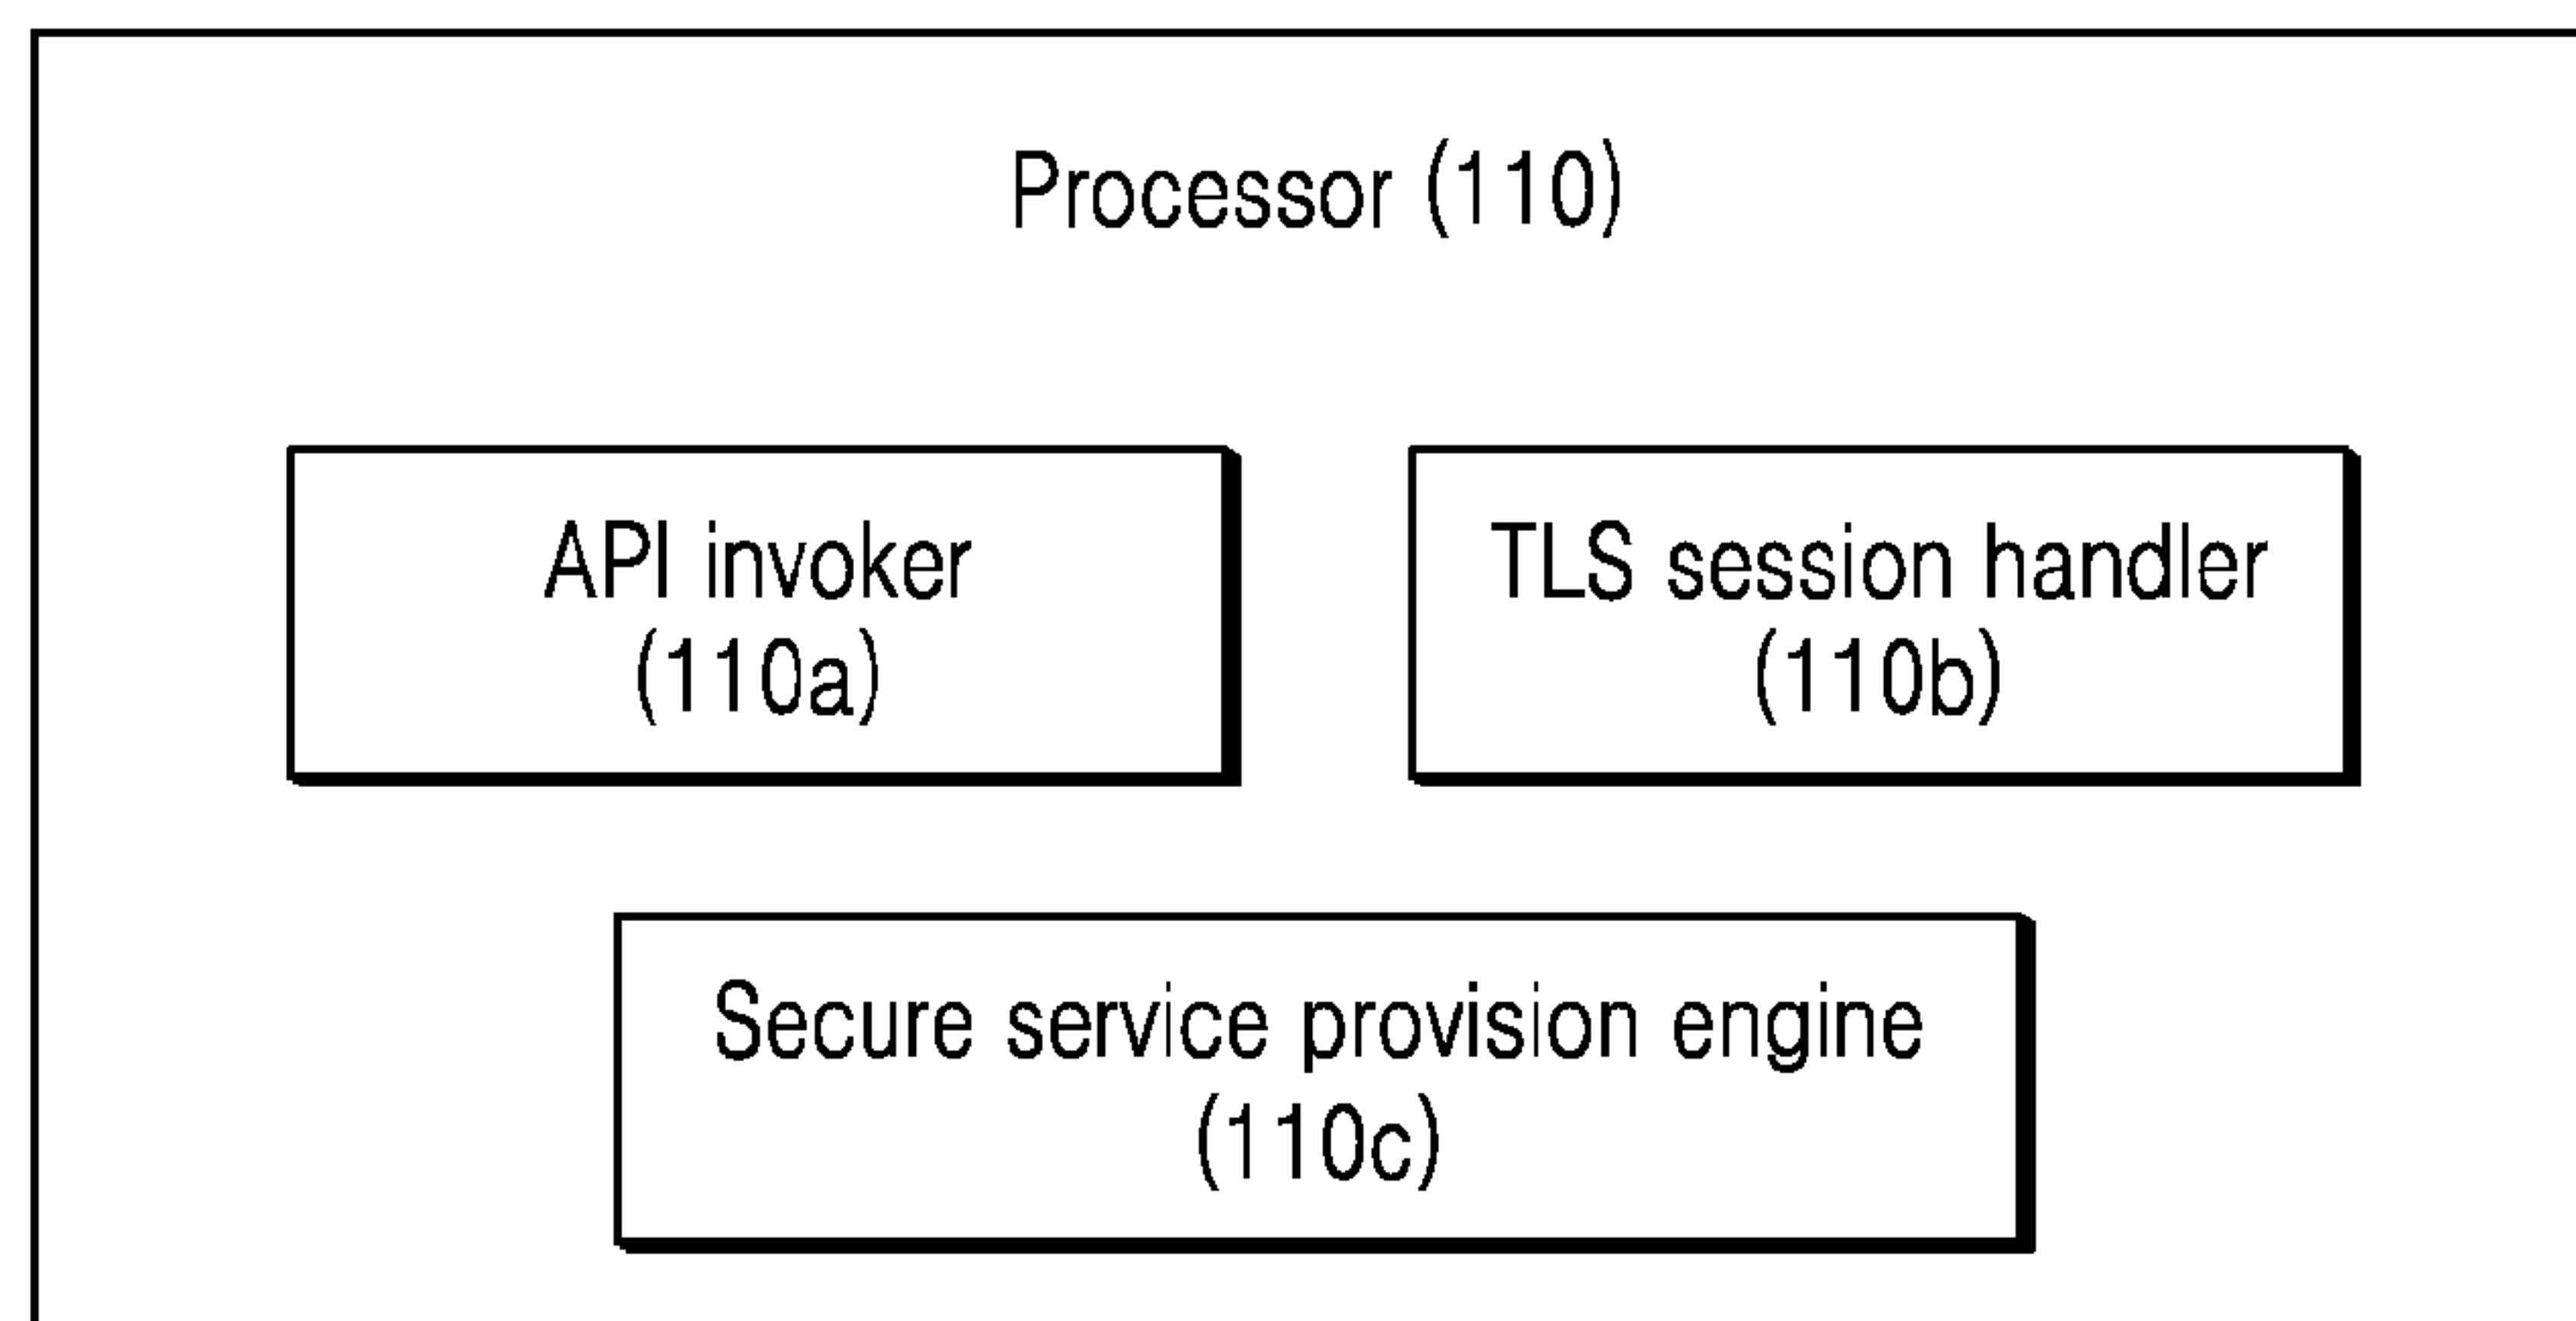 Processor (110)
API invoker
(110a)
TLS session handler
(110b)
Secure service provision engine
(110c)